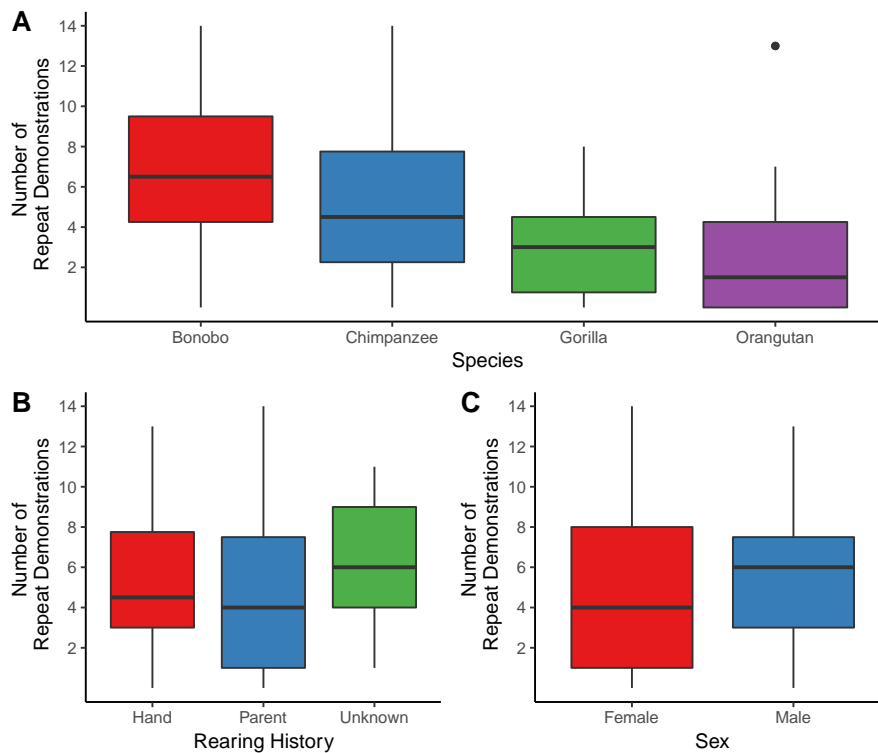 A
Number of
Repeat Demonstrations
14
12
10
8
6
4
2
Bonobo Chimpanzee Gorilla Orangutan
Species
B
Number of
Repeat Demonstrations
14
12
10
8
6
4
2
Hand Parent Unknown
Rearing History
C
Number of
Repeat Demonstrations
14
12
10
8
6
4
2
Female Male
Sex